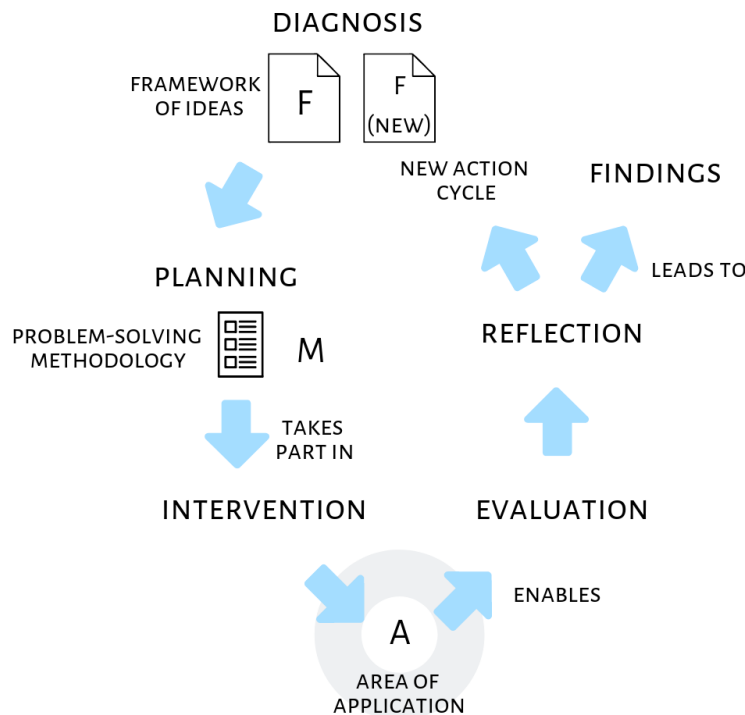 DIAGNOSIS
FRAMEWORK
OF IDEAS
F
F
(NEW)
NEW ACTION
CYCLE
FINDINGS
LEADS TO
PLANNING
PROBLEM-SOLVING
METHODOLOGY
M
REFLECTION
TAKES
PART IN
INTERVENTION
EVALUATION
ENABLES
A
AREA OF
APPLICATION